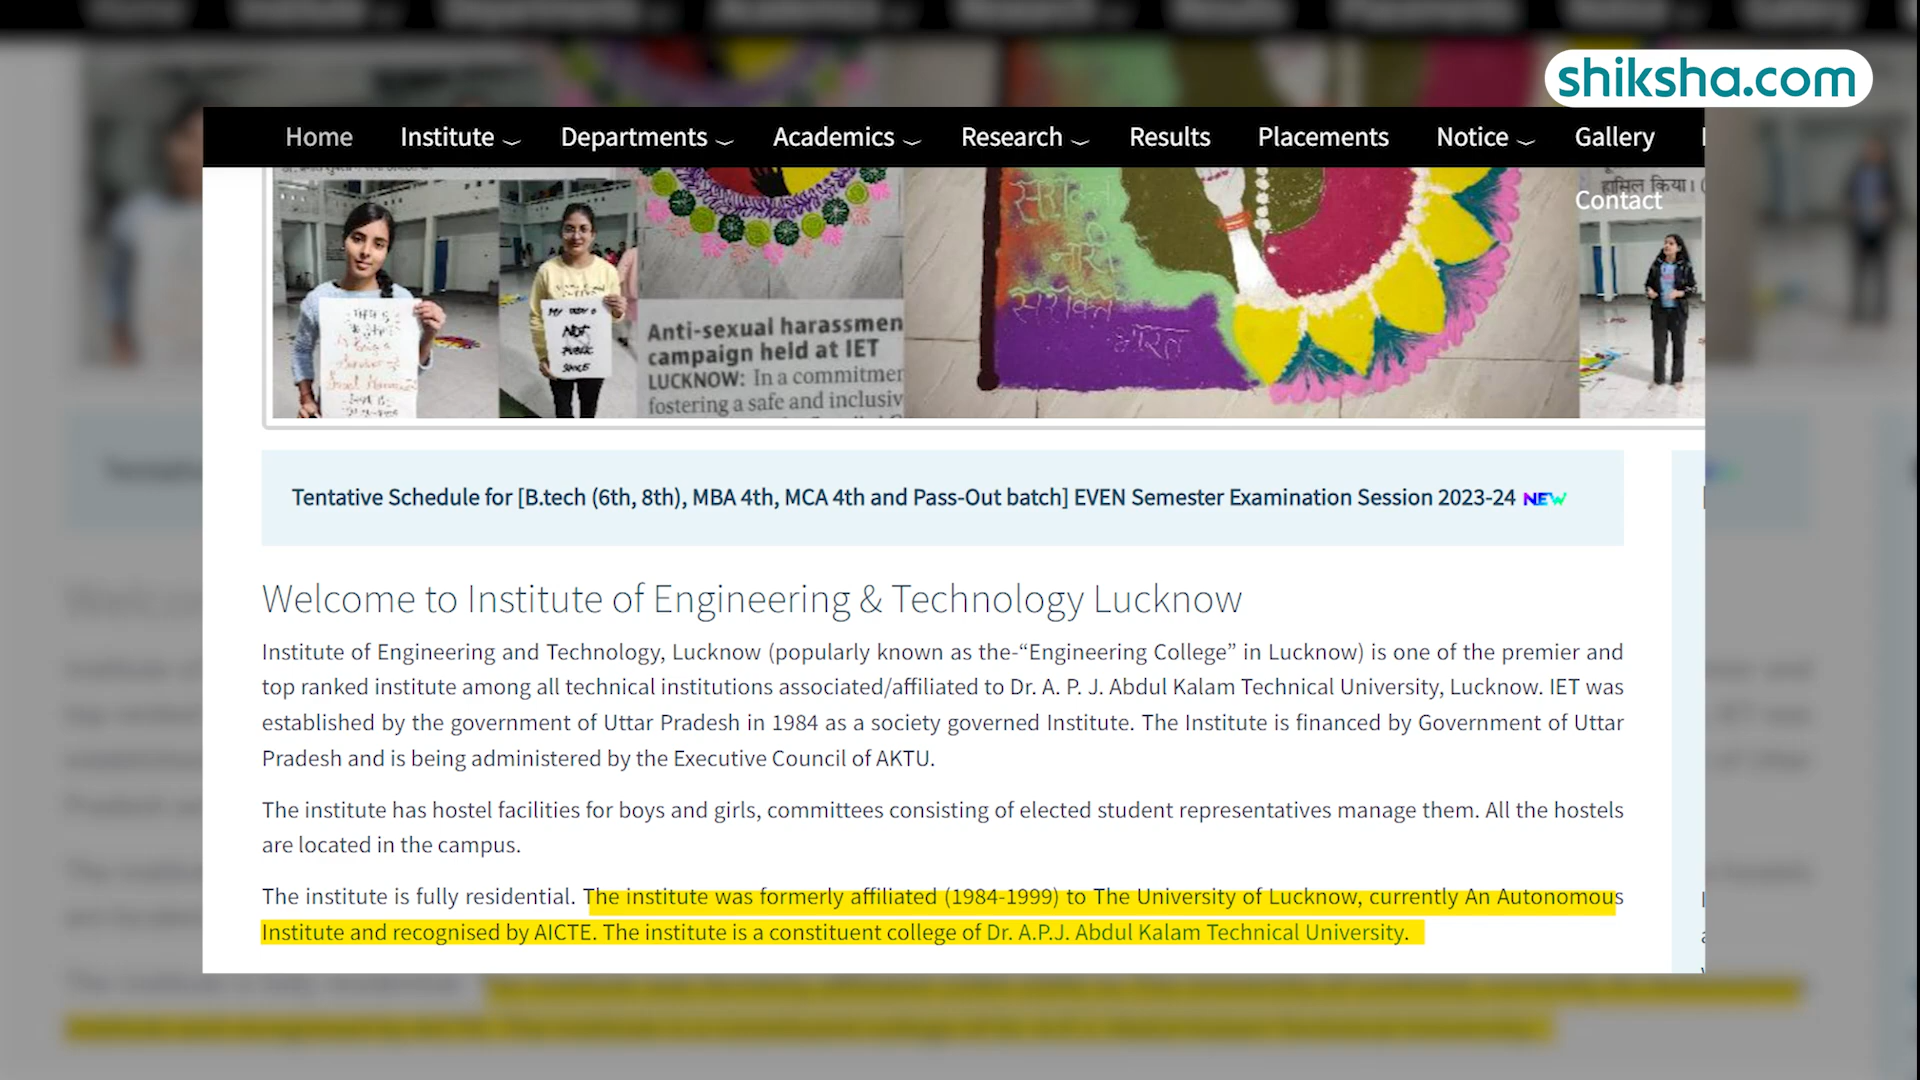 shiksha.com
Home Institute Departments Academics Research Results Placements Notice Gallery
Contact
हासिल किया।
MY BODY IS
NOT
PUBLIC
SPACE
Anti-sexual harassmen
campaign held at IET
LUCKNOW: In a commitmer
fostering a safe and inclusiv
Tentative Schedule for [B.tech (6th, 8th), MBA 4th, MCA 4th and Pass-Out batch] EVEN Semester Examination Session 2023-24 NEW
Welcome to Institute of Engineering & Technology Lucknow
Institute of Engineering and Technology, Lucknow (popularly known as the-“Engineering College” in Lucknow) is one of the premier and
top ranked institute among all technical institutions associated/affiliated to Dr. A. P. J. Abdul Kalam Technical University, Lucknow. IET was
established by the government of Uttar Pradesh in 1984 as a society governed Institute. The Institute is financed by Government of Uttar
Pradesh and is being administered by the Executive Council of AKTU.
The institute has hostel facilities for boys and girls, committees consisting of elected student representatives manage them. All the hostels
are located in the campus.
The institute is fully residential. The institute was formerly affiliated (1984-1999) to The University of Lucknow, currently An Autonomous
Institute and recognised by AICTE. The institute is a constituent college of Dr. A.P.J. Abdul Kalam Technical University.